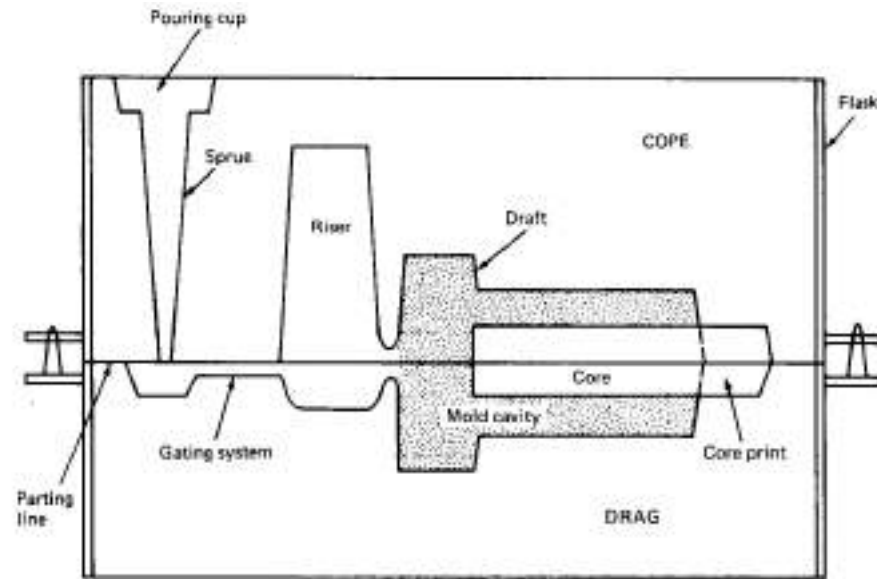 Pouring cup
Flask
COPE
Sprue
Riser
Draft
Core
Mold cavity
Gating system
Core print
Parting
line
DRAG